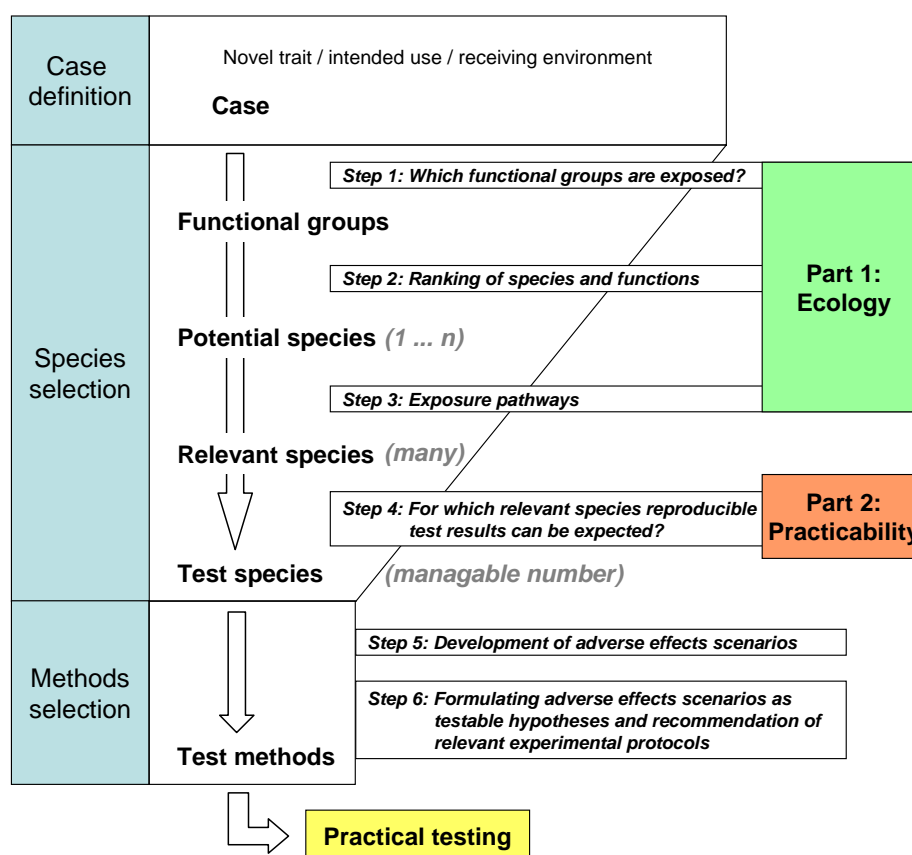 Case
definition
Novel trait / intended use / receiving environment
Case
Step 1: Which functional groups are exposed?
Functional groups
Step 2: Ranking of species and functions
Part 1:
Ecology
Species
selection
Potential species (1 ... n)
Step 3: Exposure pathways
Relevant species (many)
Step 4: For which relevant species reproducible
test results can be expected?
Part 2:
Practicability
Test species (managable number)
Methods
selection
Step 5: Development of adverse effects scenarios
Step 6: Formulating adverse effects scenarios as
testable hypotheses and recommendation of
relevant experimental protocols
Test methods
Practical testing